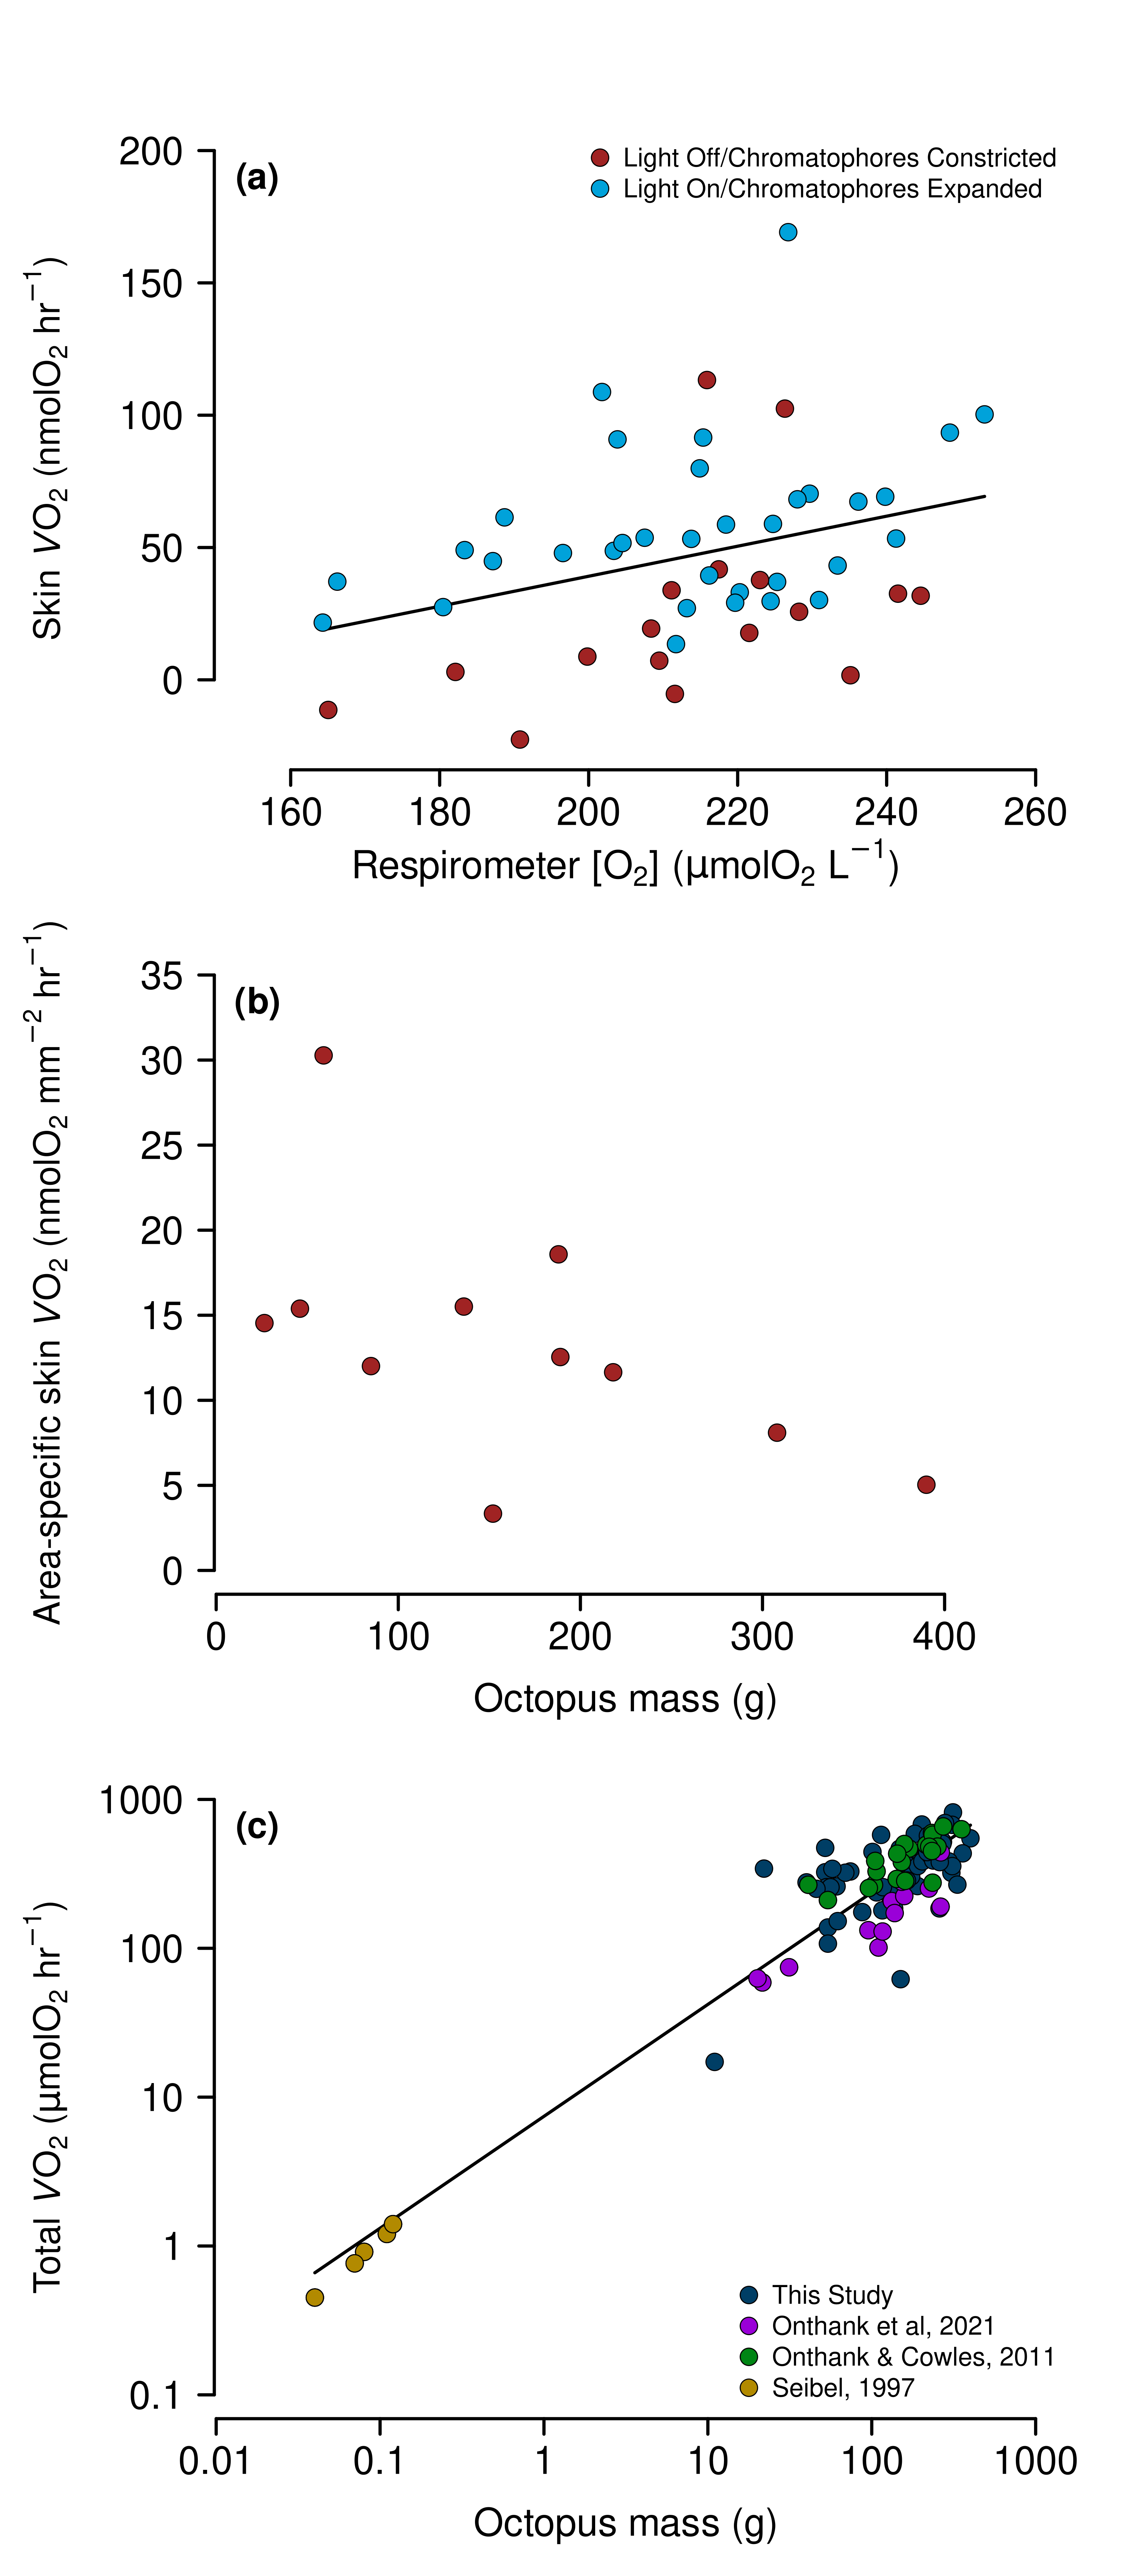 (a)
Light Off/Chromatophores Constricted
Light On/Chromatophores Expanded
Skin VO₂ (nmolO₂ hr⁻¹)
200
150
100
50
0
160 180 200 220 240 260
Respirometer [O₂] (µmolO₂ L⁻¹)
(b)
Area-specific skin VO₂ (nmolO₂ mm⁻² hr⁻¹)
35
30
25
20
15
10
5
0
0 100 200 300 400
Octopus mass (g)
(c)
Total VO₂ (µmolO₂ hr⁻¹)
1000
100
10
1
0.1
This Study
Onthank et al, 2021
Onthank & Cowles, 2011
Seibel, 1997
0.01 0.1 1 10 100 1000
Octopus mass (g)